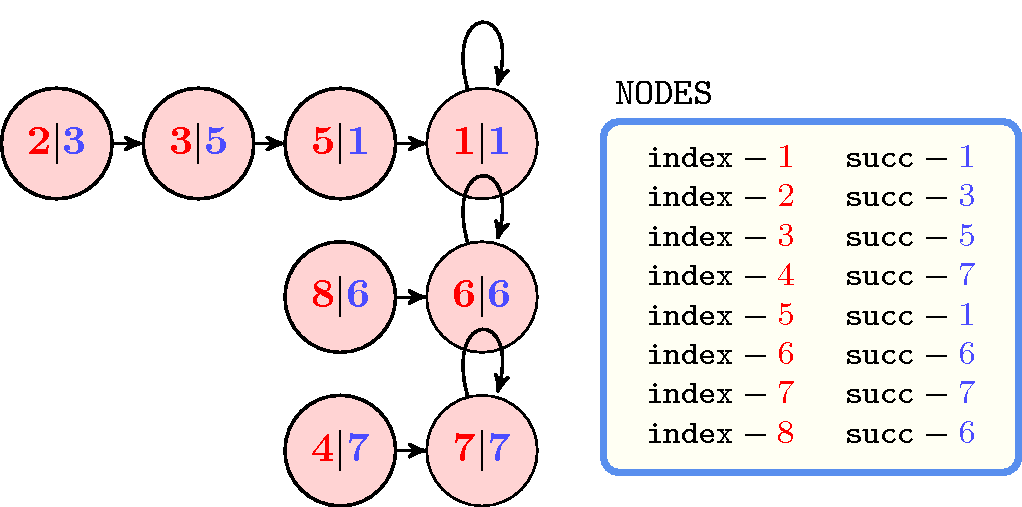 2|3 3|5 5|1 1|1
8|6 6|6
4|7 7|7
NODES
index – 1 succ – 1
index – 2 succ – 3
index – 3 succ – 5
index – 4 succ – 7
index – 5 succ – 1
index – 6 succ – 6
index – 7 succ – 7
index – 8 succ – 6